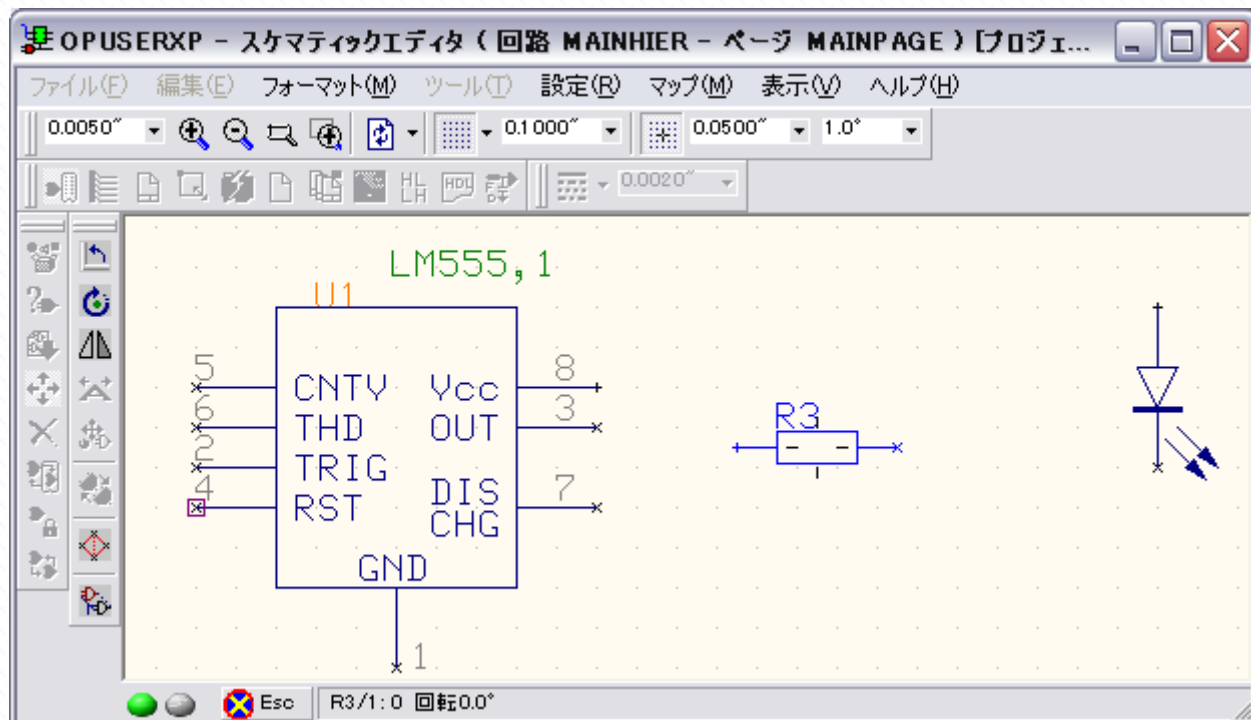 OPUSERXP - スケマティックエディタ ( 回路 MAINHIER - ページ MAINPAGE ) [プロジェ...
ファイル(F) 編集(E) フォーマット(M) ツール(T) 設定(R) マップ(M) 表示(V) ヘルプ(H)
0.0050" 0.1000" 0.0500" 1.0°
HL LH HDL 0.0020"
LM555,1
U1
5 CNTV Vcc 8
6 THD OUT 3
2 TRIG
4 RST DIS CHG 7
GND
1
R3
Esc R3/1:0 回転0.0°